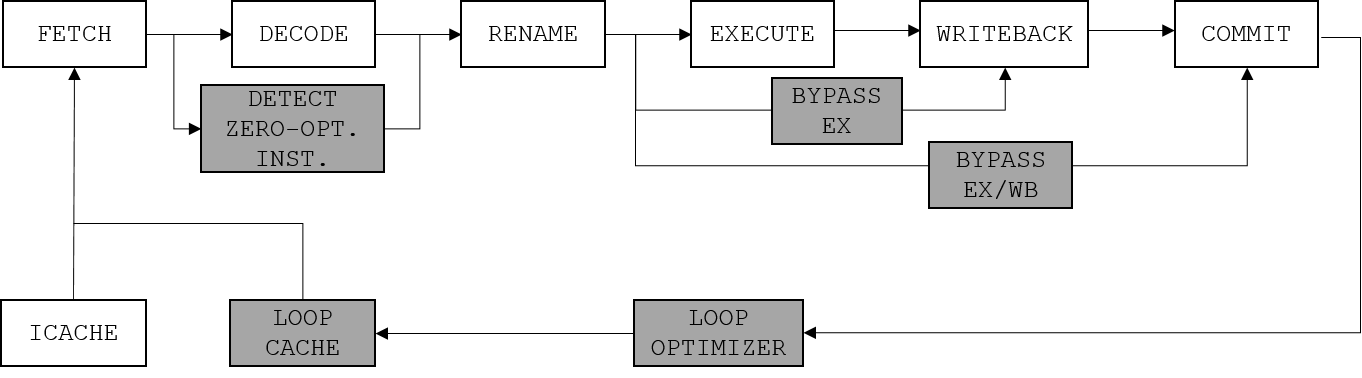 FETCH
DECODE
RENAME
EXECUTE
WRITEBACK
COMMIT
DETECT
ZERO-OPT.
INST.
BYPASS
EX
BYPASS
EX/WB
ICACHE
LOOP
CACHE
LOOP
OPTIMIZER